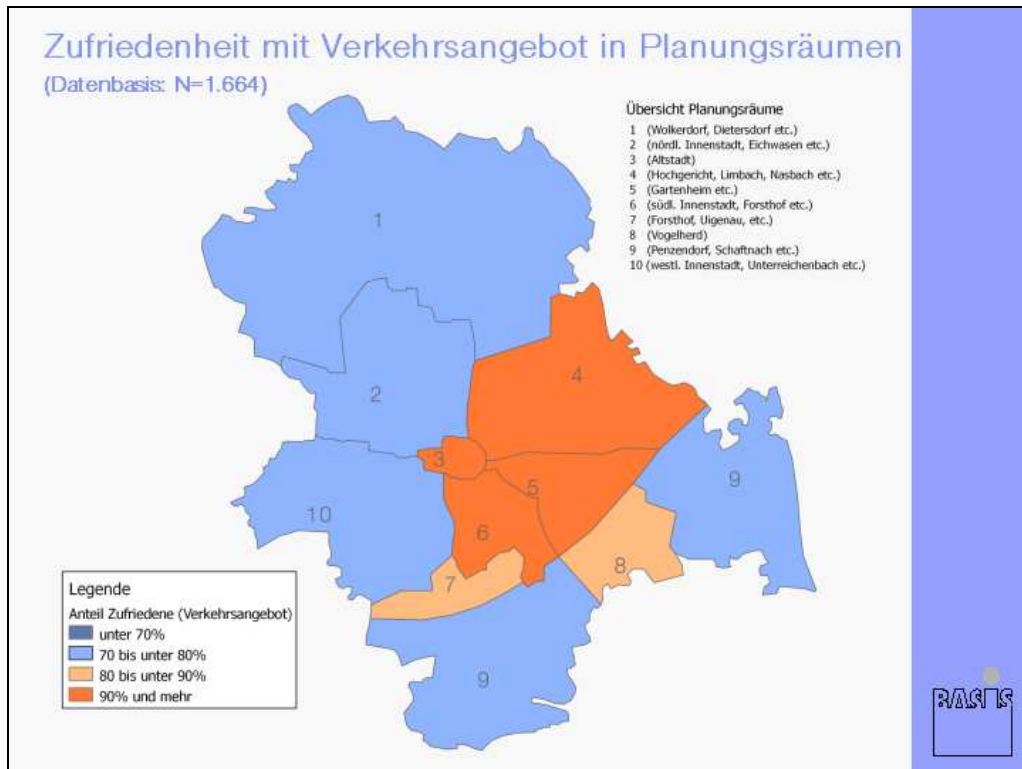 Zufriedenheit mit Verkehrsangebot in Planungsräumen
(Datenbasis: N=1.664)
Übersicht Planungsräume
1 (Wolkerdorf, Dietersdorf etc.)
2 (nördl. Innenstadt, Eichwasen etc.)
3 (Altstadt)
4 (Hochgericht, Limbach, Nasbach etc.)
5 (Gartenheim etc.)
6 (südl. Innenstadt, Forsthof etc.)
7 (Forsthof, Uigenau, etc.)
8 (Vogelherd)
9 (Penzendorf, Schaftnach etc.)
10 (westl. Innenstadt, Unterreichenbach etc.)
1
4
2
3
9
5
10
6
8
7
9
Legende
Anteil Zufriedene (Verkehrsangebot)
unter 70%
70 bis unter 80%
80 bis unter 90%
90% und mehr
BASIS